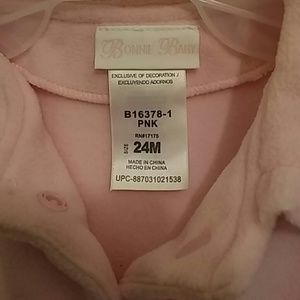 BONNIE BABY
EXCLUSIVE OF DECORATION /
EXCLUYENDO ADORNOS
B16378-1
PNK
RN#17175
SIZE 24M
MADE IN CHINA
HECHO EN CHINA
UPC-887031021538